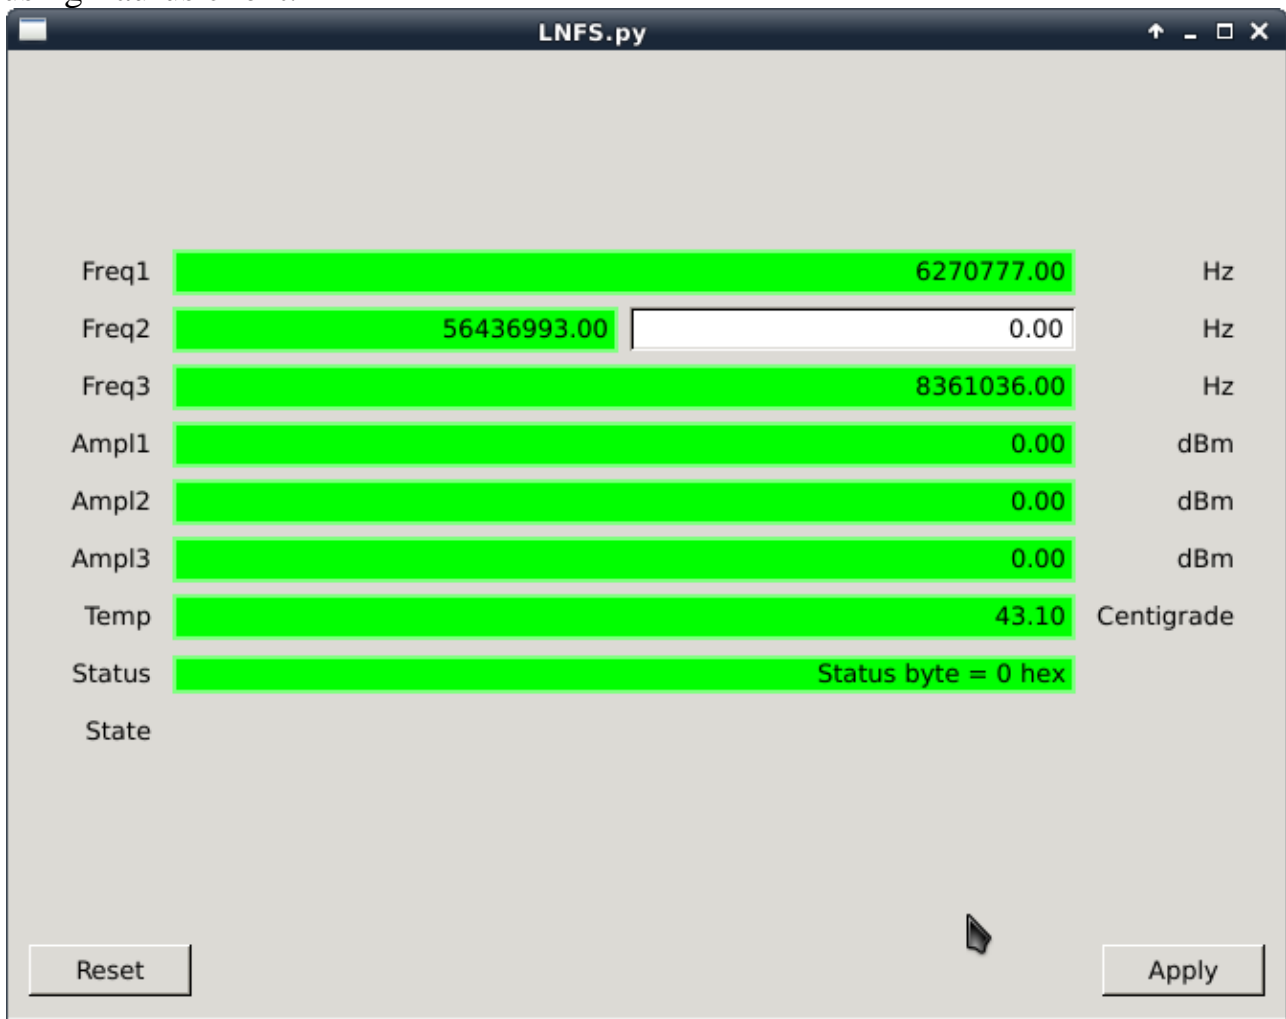 LNFS.py
Freq1 6270777.00 Hz
Freq2 56436993.00 0.00 Hz
Freq3 8361036.00 Hz
Ampl1 0.00 dBm
Ampl2 0.00 dBm
Ampl3 0.00 dBm
Temp 43.10 Centigrade
Status Status byte = 0 hex
State
Reset Apply